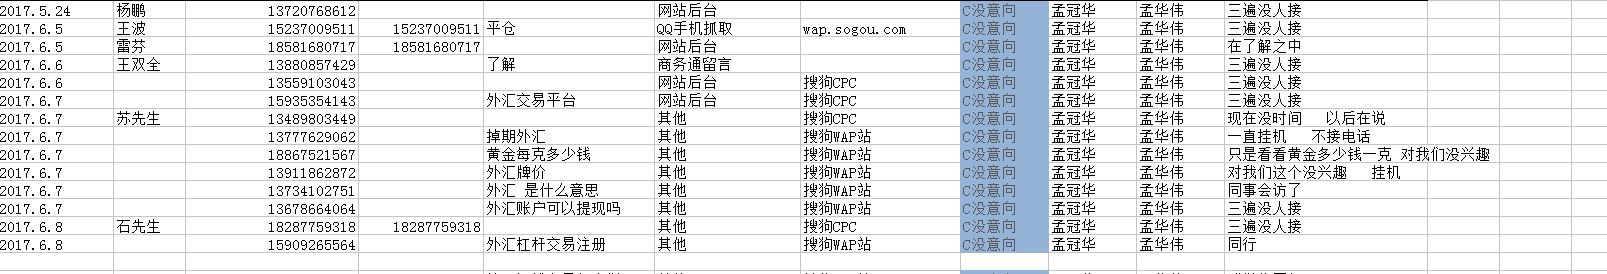 2017.5.24 杨鹏 13720768612 网站后台 C没意向 孟冠华 孟华伟 三遍没人接
2017.6.5 王波 15237009511 15237009511 平仓 QQ手机抓取 wap.sogou.com C没意向 孟冠华 孟华伟 三遍没人接
2017.6.5 雷芬 18581680717 18581680717 网站后台 C没意向 孟冠华 孟华伟 在了解之中
2017.6.6 王双全 13880857429 了解 商务通留言 C没意向 孟冠华 孟华伟 三遍没人接
2017.6.6 13559103043 网站后台 搜狗CPC C没意向 孟冠华 孟华伟 三遍没人接
2017.6.7 15935354143 外汇交易平台 网站后台 搜狗CPC C没意向 孟冠华 孟华伟 三遍没人接
2017.6.7 苏先生 13489803449 其他 搜狗CPC C没意向 孟冠华 孟华伟 现在没时间 以后在说
2017.6.7 13777629062 掉期外汇 其他 搜狗WAP站 C没意向 孟冠华 孟华伟 一直挂机 不接电话
2017.6.7 18867521567 黄金每克多少钱 其他 搜狗WAP站 C没意向 孟冠华 孟华伟 只是看看黄金多少钱一克 对我们没兴趣
2017.6.7 13911862872 外汇牌价 其他 搜狗WAP站 C没意向 孟冠华 孟华伟 对我们这个没兴趣 挂机
2017.6.7 13734102751 外汇 是什么意思 其他 搜狗WAP站 C没意向 孟冠华 孟华伟 同事会访了
2017.6.7 13678664064 外汇账户可以提现吗 其他 搜狗WAP站 C没意向 孟冠华 孟华伟 三遍没人接
2017.6.8 石先生 18287759318 18287759318 其他 搜狗CPC C没意向 孟冠华 孟华伟 三遍没人接
2017.6.8 15909265564 外汇杠杆交易注册 其他 搜狗WAP站 C没意向 孟冠华 孟华伟 同行